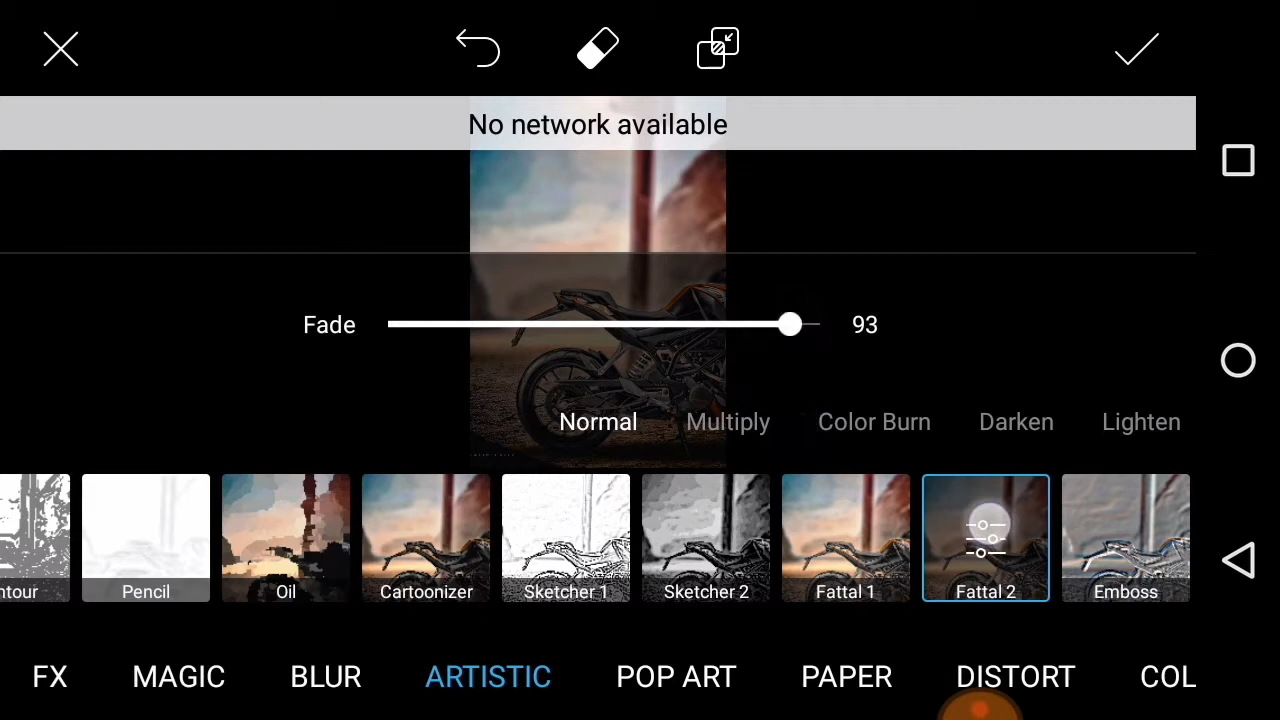 No network available
Fade 93
Normal Multiply Color Burn Darken Lighten
ntour Pencil Oil Cartoonizer Sketcher 1 Sketcher 2 Fattal 1 Fattal 2 Emboss
FX MAGIC BLUR ARTISTIC POP ART PAPER DISTORT COL